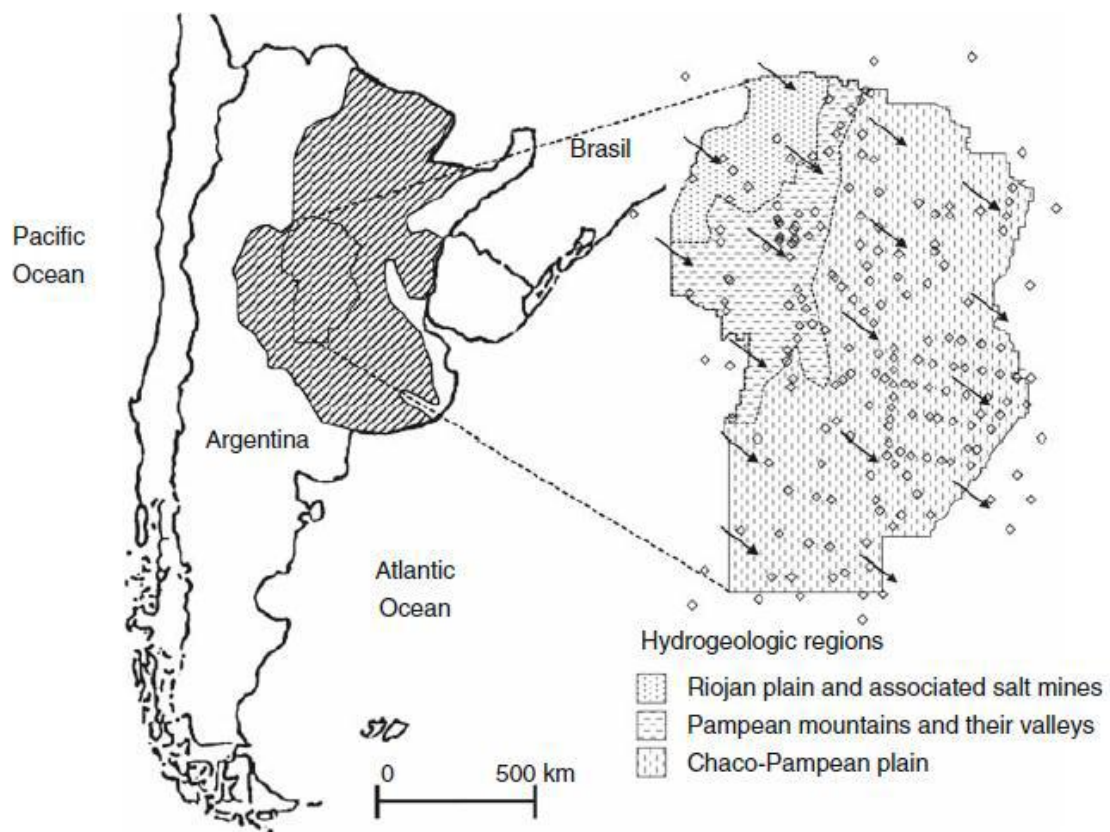 Pacific
Ocean
Brasil
Argentina
Atlantic
Ocean
0
500 km
Hydrogeologic regions
Riojan plain and associated salt mines
Pampean mountains and their valleys
Chaco-Pampean plain